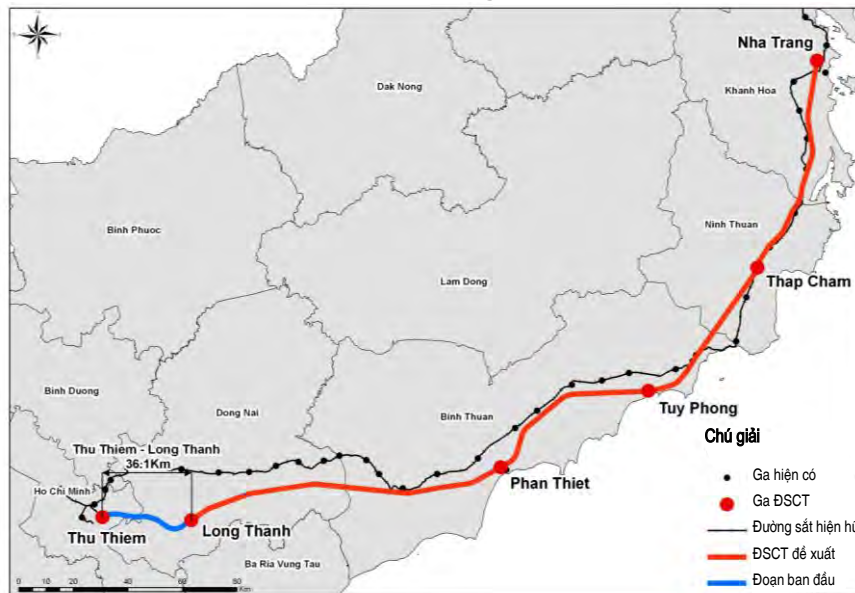 Nha Trang
Dak Nong
Khanh Hoa
Binh Phuoc
Ninh Thuan
Lam Dong
Thap Cham
Binh Duong
Dong Nai
Binh Thuan
Tuy Phong
Thu Thiem - Long Thanh
36:1Km
Chú giải
Ho Chi Minh
Phan Thiet
Ga hiện có
Ga ĐSCT
Thu Thiem
Long Thanh
Đường sắt hiện hữ
Ba Ria Vung Tau
ĐSCT đề xuất
Đoạn ban đầu
0 10 20 40 60 80
Km